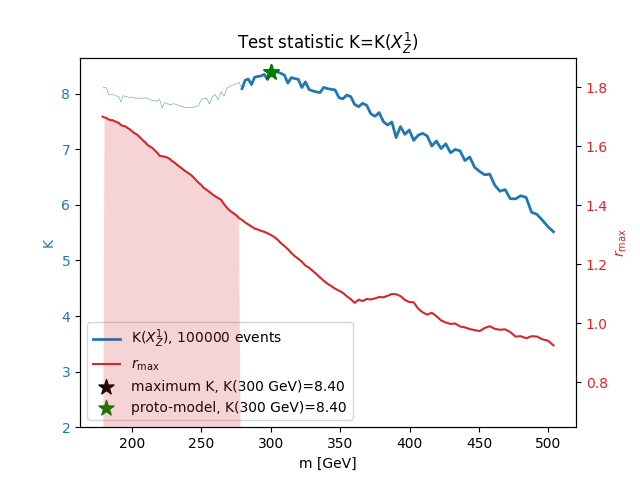 Test statistic K=K(X_Z^1)
8
7
6
5
4
3
2
K
1.8
1.6
1.4
1.2
1.0
0.8
r_max
K(X_Z^1), 100000 events
r_max
maximum K, K(300 GeV)=8.40
proto-model, K(300 GeV)=8.40
200 250 300 350 400 450 500
m [GeV]